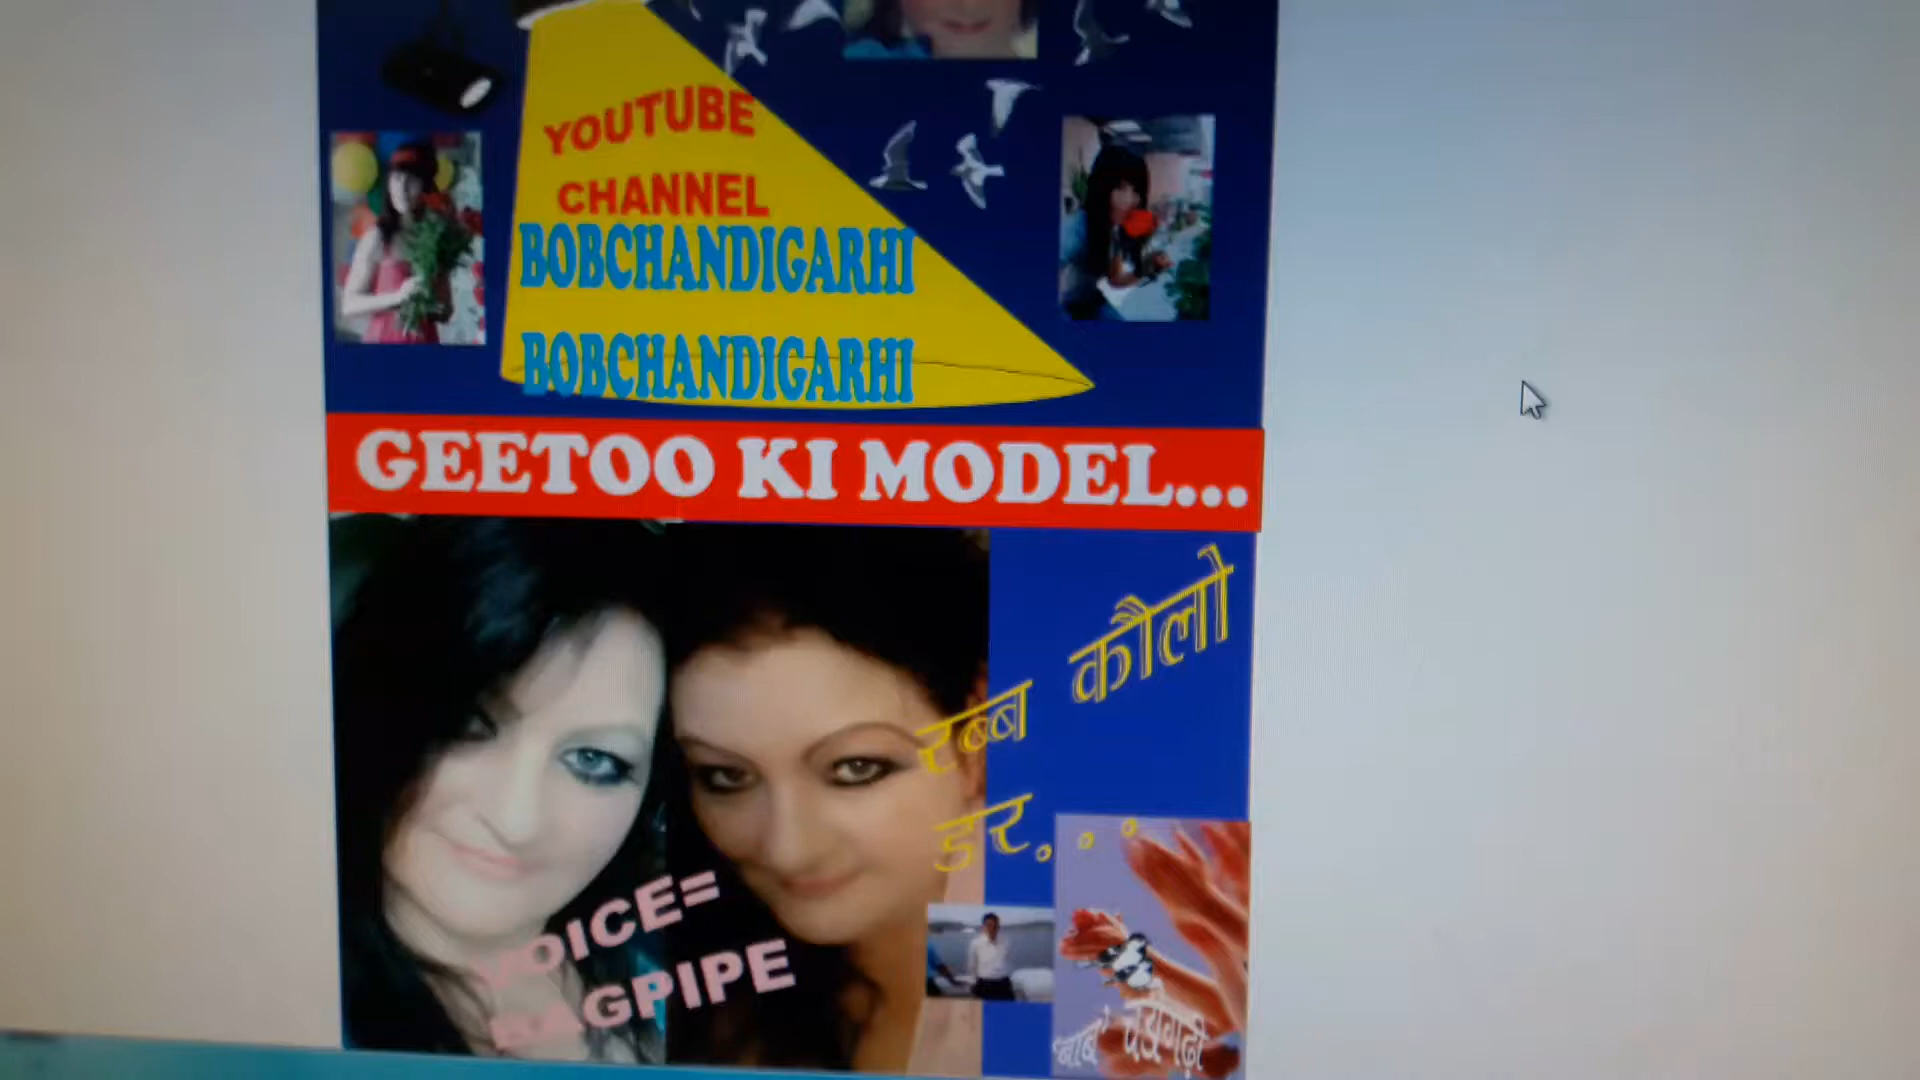 YOUTUBE
CHANNEL
BOBCHANDIGARHI
BOBCHANDIGARHI
GEETOO KI MODEL...
रब्ब कौलो
डर...
VOICE=
BAGPIPE